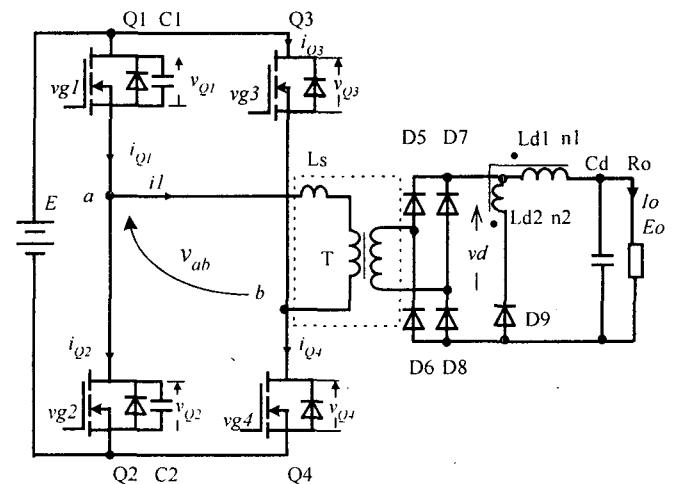 Q1 C1 Q3
vg1 vQ1 iQ3 vg3 vQ3
iQ1
Ls
D5 D7
Ld1 n1
Cd Ro
E
a i1
Io
Eo
Ld2 n2
vd
T
vab
b
D9
iQ2 iQ4
D6 D8
vg2 vQ2 vg4 vQ4
Q2 C2 Q4